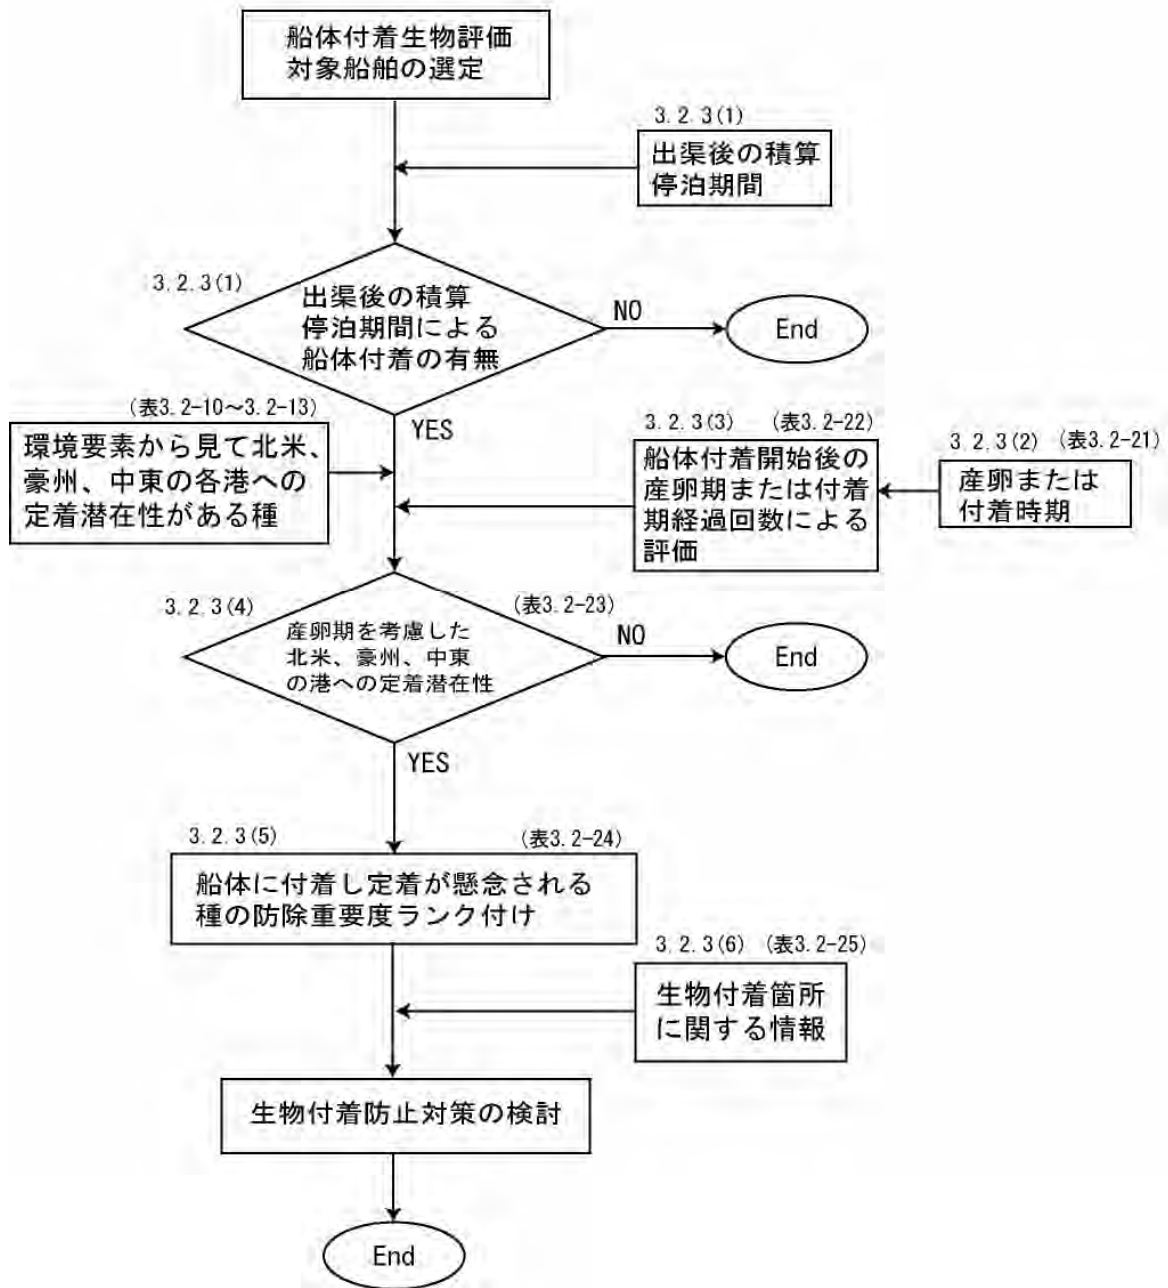 船体付着生物評価
対象船舶の選定
3.2.3(1)
出渠後の積算
停泊期間
3.2.3(1)
出渠後の積算
停泊期間による
船体付着の有無
NO
End
YES
(表3.2-10～3.2-13)
環境要素から見て北米、
豪州、中東の各港への
定着潜在性がある種
3.2.3(3) (表3.2-22)
船体付着開始後の
産卵期または付着
期経過回数による
評価
3.2.3(2) (表3.2-21)
産卵または
付着時期
3.2.3(4)
(表3.2-23)
産卵期を考慮した
北米、豪州、中東
の港への定着潜在性
NO
End
YES
3.2.3(5)
(表3.2-24)
船体に付着し定着が懸念される
種の防除重要度ランク付け
3.2.3(6) (表3.2-25)
生物付着箇所
に関する情報
生物付着防止対策の検討
End